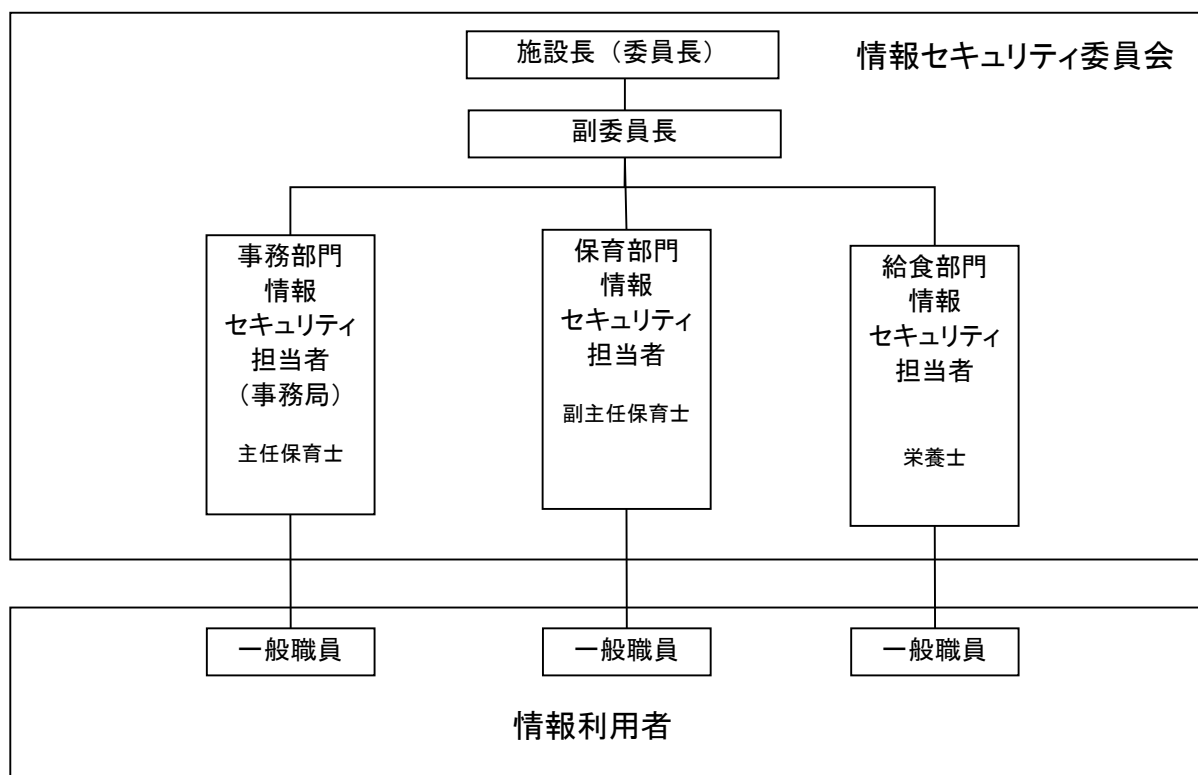 施設長（委員長）
情報セキュリティ委員会
副委員長
事務部門
情報
セキュリティ
担当者
（事務局）
主任保育士
保育部門
情報
セキュリティ
担当者
副主任保育士
給食部門
情報
セキュリティ
担当者
栄養士
一般職員
一般職員
一般職員
情報利用者